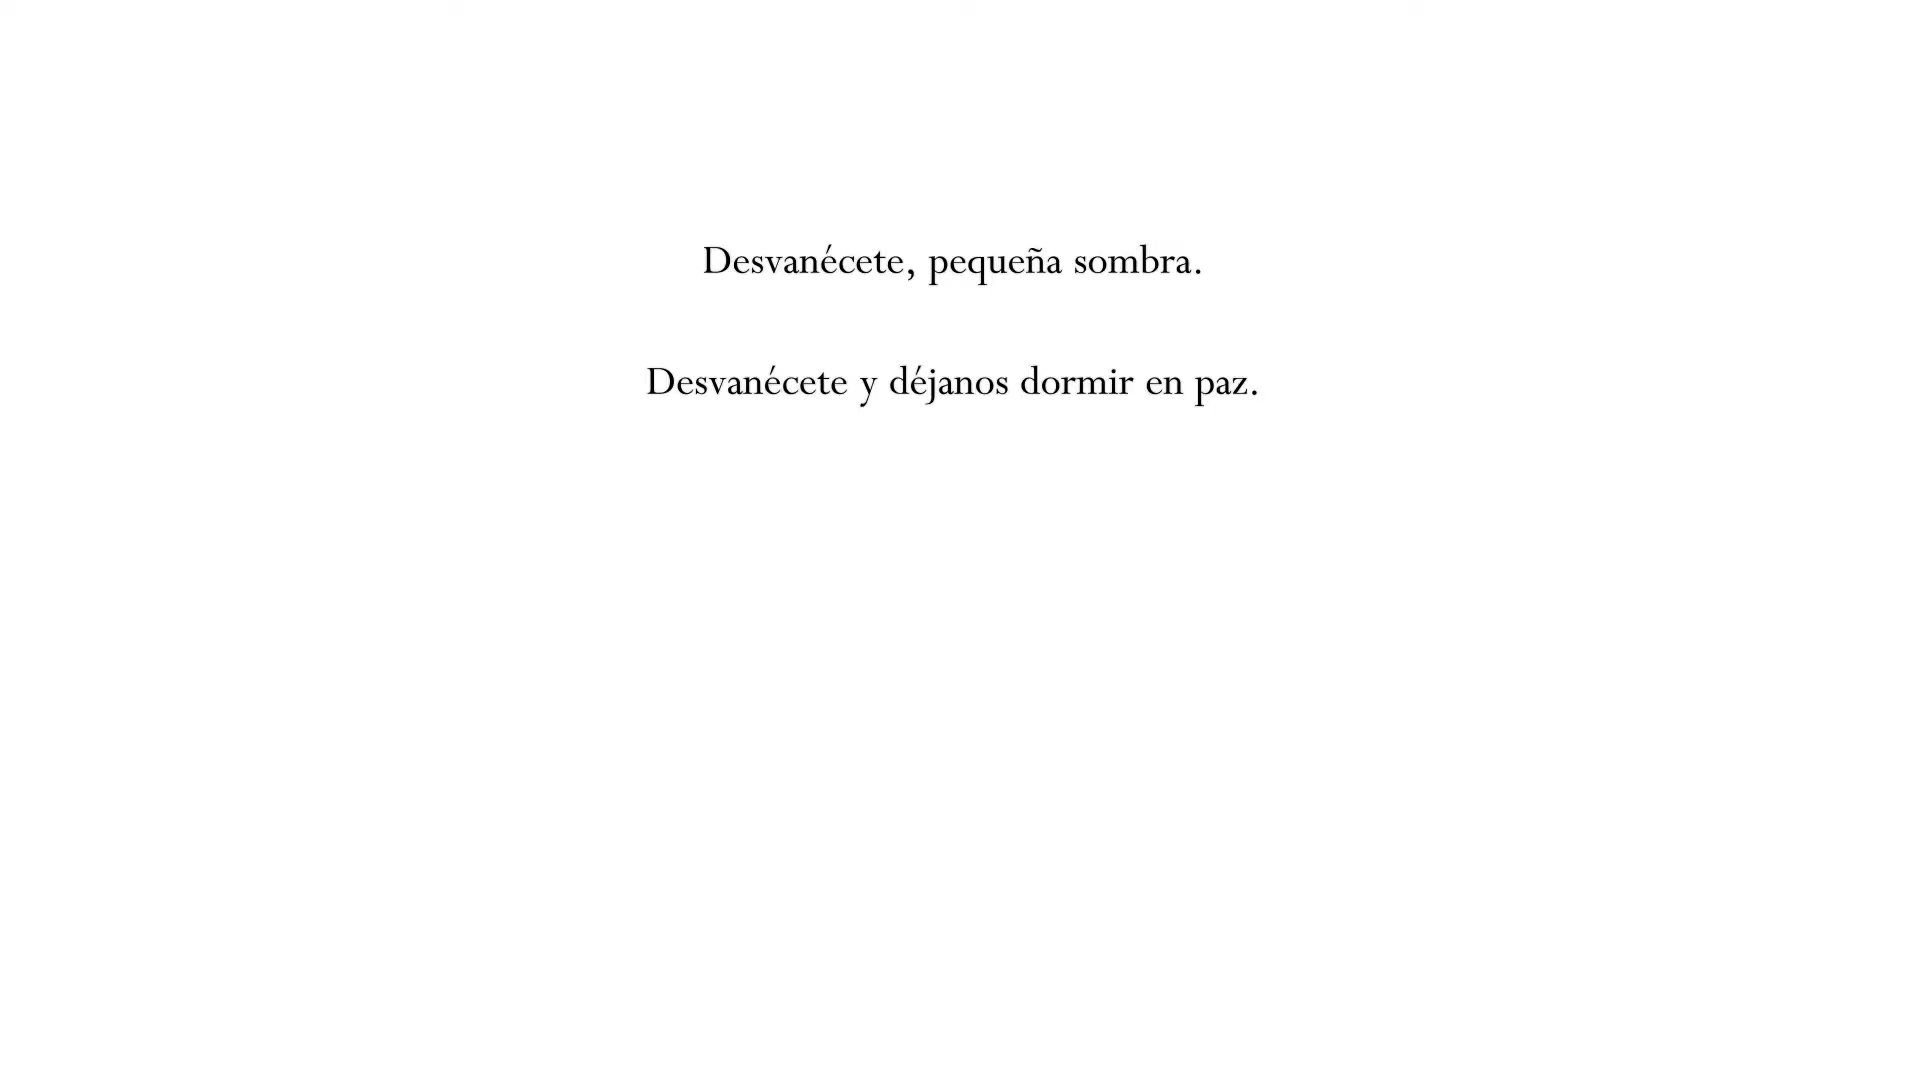 Desvanécete, pequeña sombra.
Desvanécete y déjanos dormir en paz.